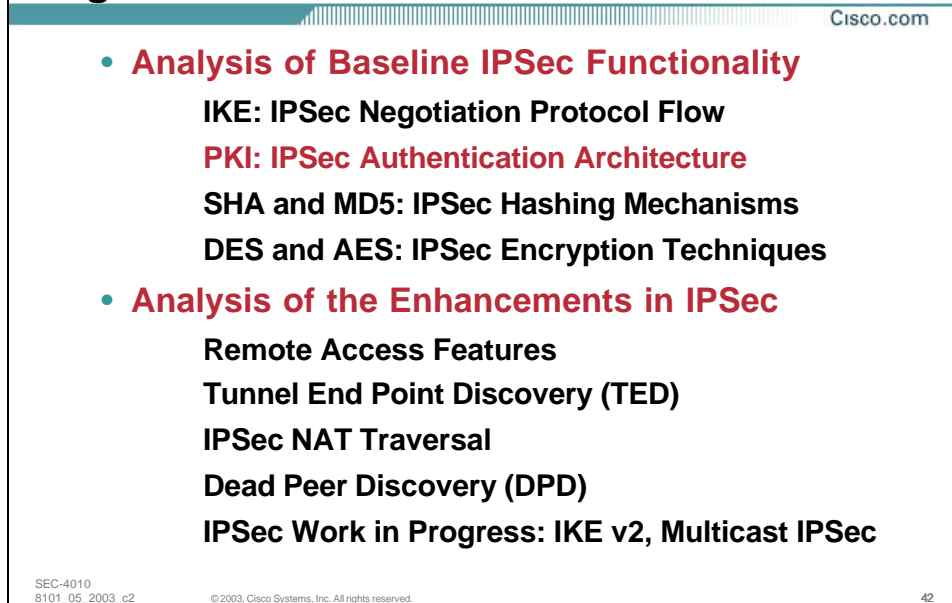 Cisco.com
• Analysis of Baseline IPSec Functionality
IKE: IPSec Negotiation Protocol Flow
PKI: IPSec Authentication Architecture
SHA and MD5: IPSec Hashing Mechanisms
DES and AES: IPSec Encryption Techniques
• Analysis of the Enhancements in IPSec
Remote Access Features
Tunnel End Point Discovery (TED)
IPSec NAT Traversal
Dead Peer Discovery (DPD)
IPSec Work in Progress: IKE v2, Multicast IPSec
SEC-4010
8101_05_2003_c2
© 2003, Cisco Systems, Inc. All rights reserved.
42